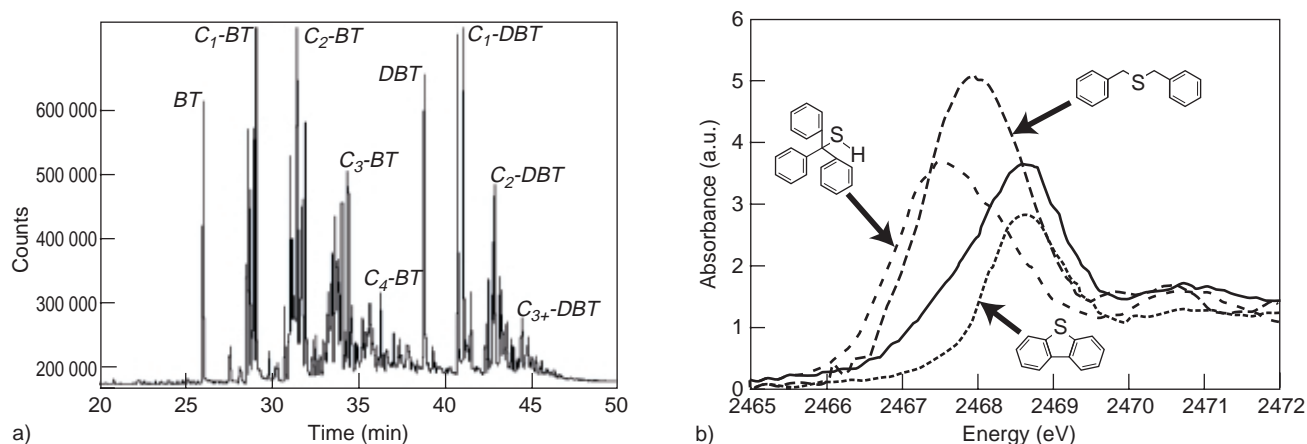 C1-BT
C2-BT
C1-DBT
DBT
BT
C3-BT
C2-DBT
C4-BT
C3+-DBT
600 000
500 000
400 000
300 000
200 000
Counts
20 25 30 35 40 45 50
Time (min)
a)
b)
6
5
4
3
2
1
0
Absorbance (a.u.)
S
S
H
S
2465 2466 2467 2468 2469 2470 2471 2472
Energy (eV)